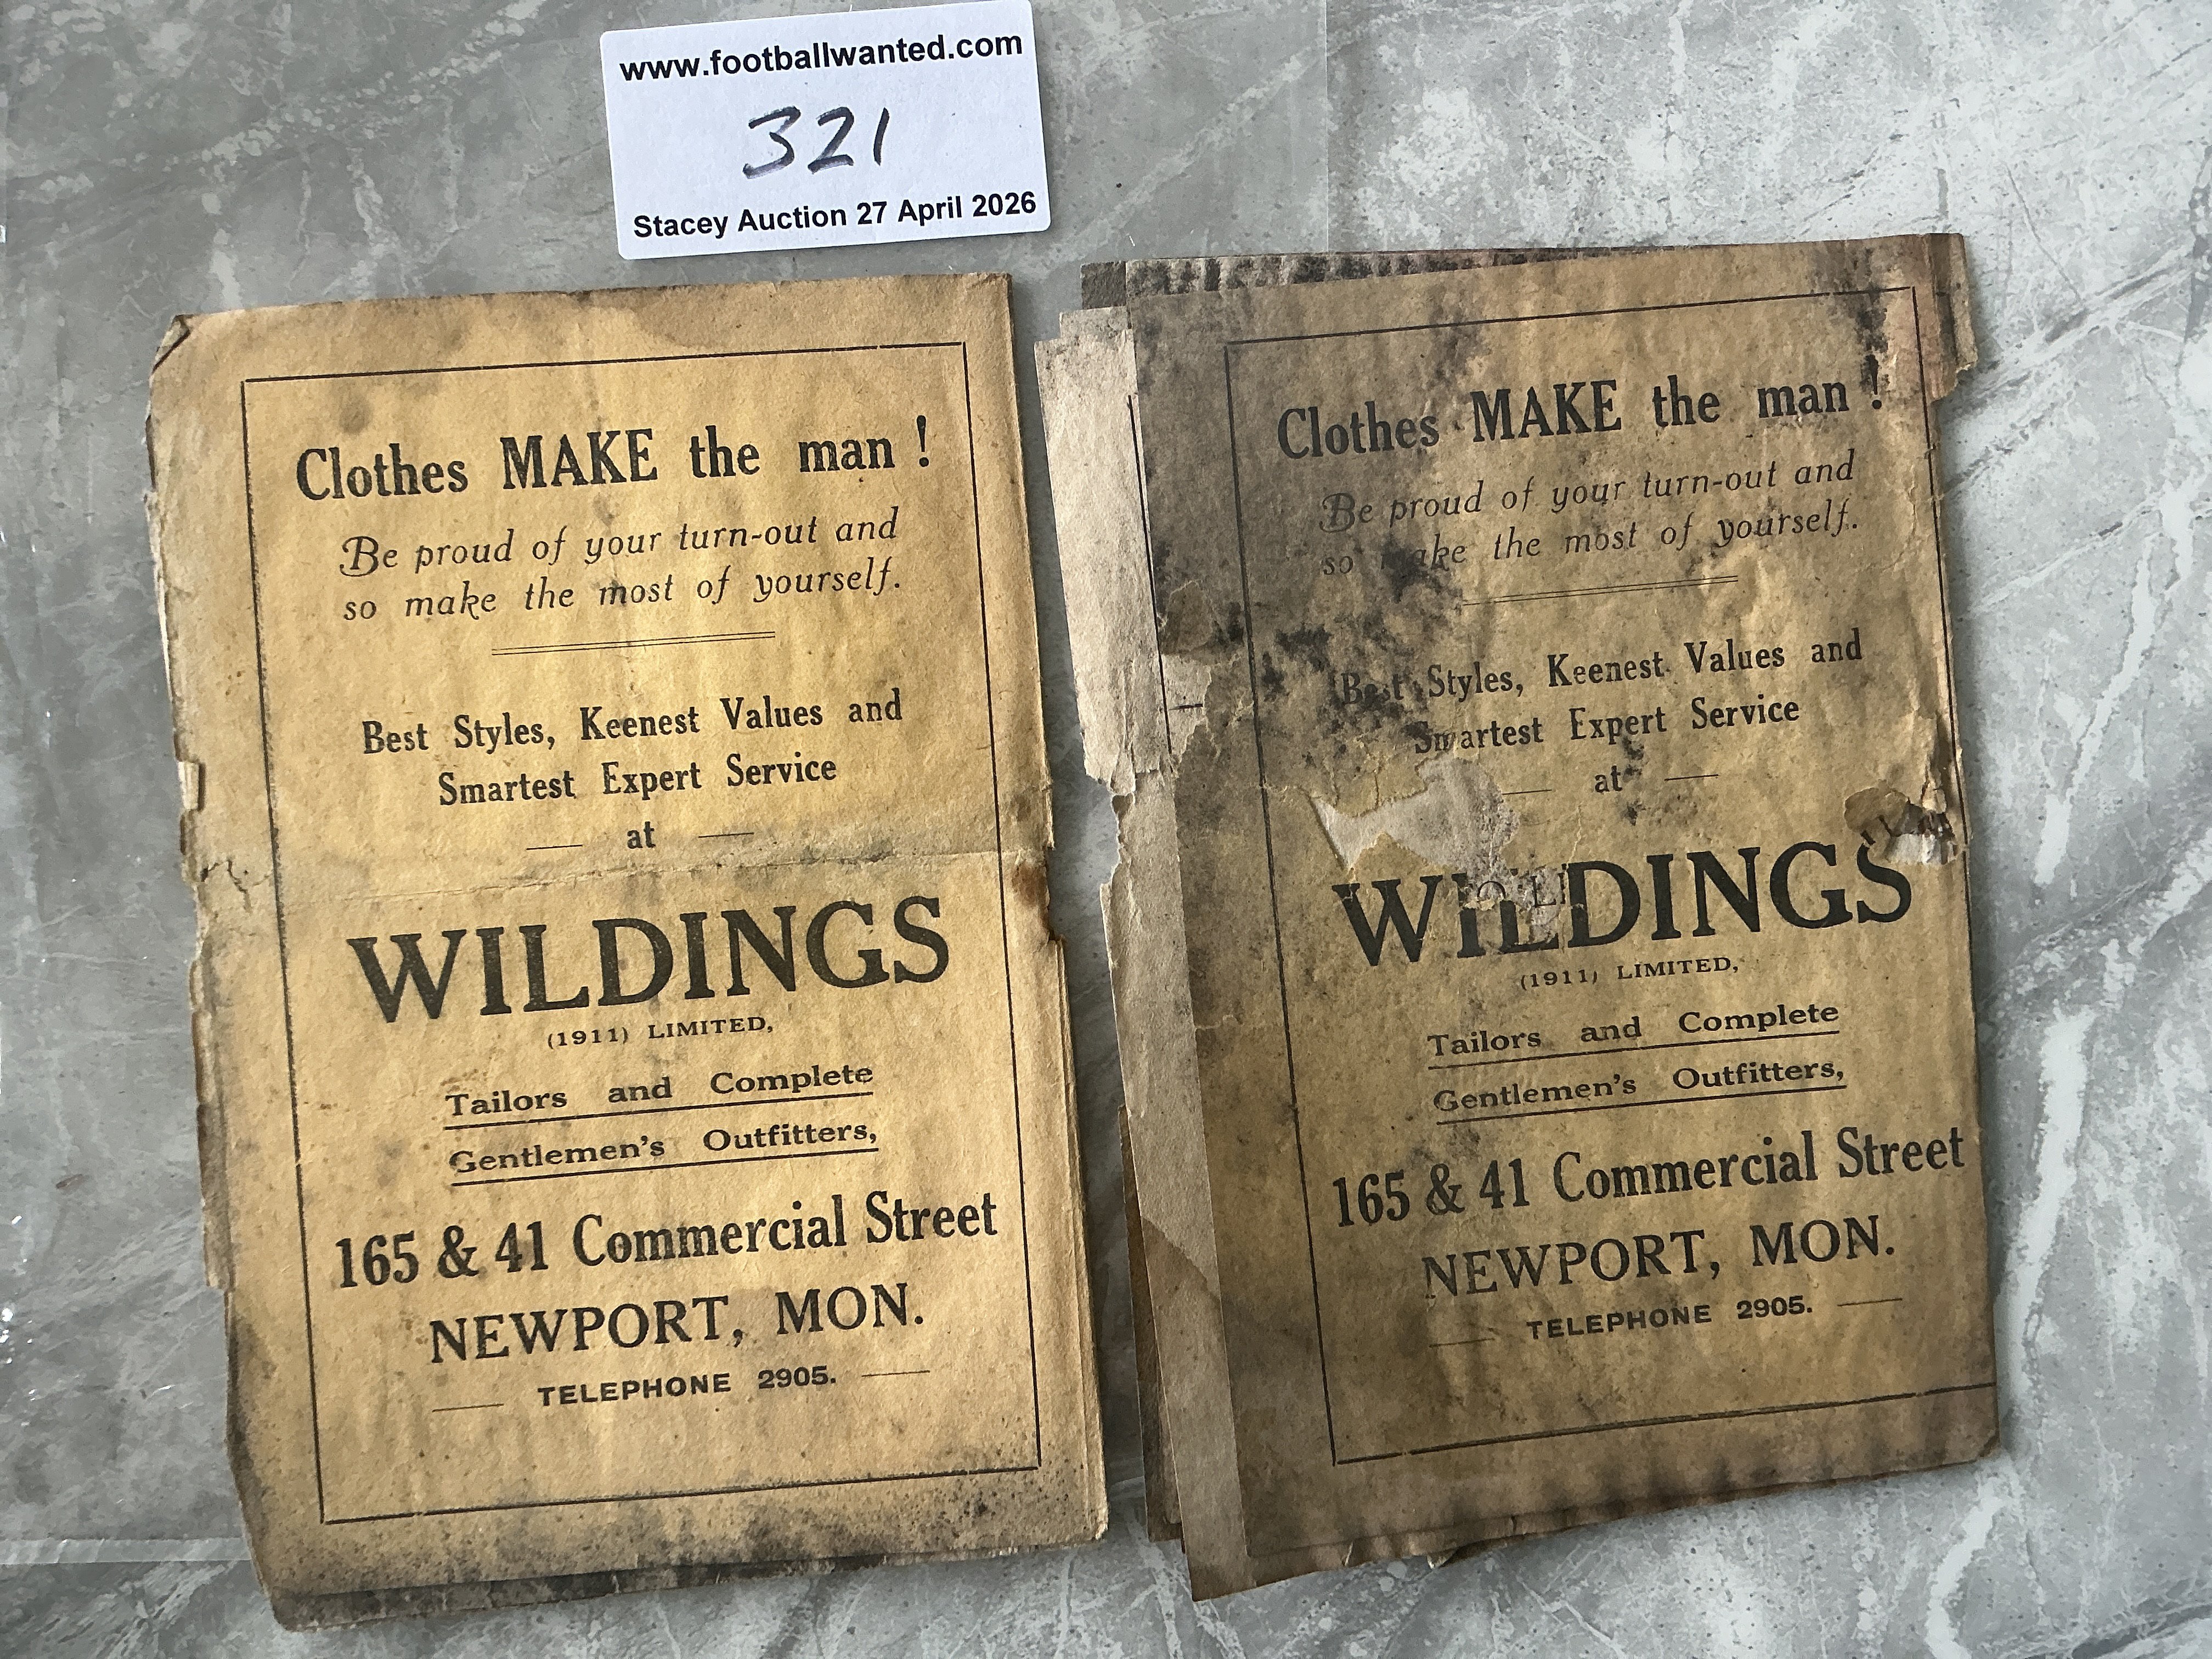 www.footballwanted.com
321
Stacey Auction 27 April 2026
Clothes MAKE the man !
Be proud of your turn-out and
so make the most of yourself.
Best Styles, Keenest Values and
Smartest Expert Service
— at —
WILDINGS
(1911) LIMITED,
Tailors and Complete
Gentlemen's Outfitters,
165 & 41 Commercial Street
NEWPORT, MON.
— TELEPHONE 2905. —
Clothes MAKE the man !
Be proud of your turn-out and
so make the most of yourself.
Best Styles, Keenest Values and
Smartest Expert Service
— at —
WILDINGS
(1911) LIMITED,
Tailors and Complete
Gentlemen's Outfitters,
165 & 41 Commercial Street
NEWPORT, MON.
— TELEPHONE 2905. —